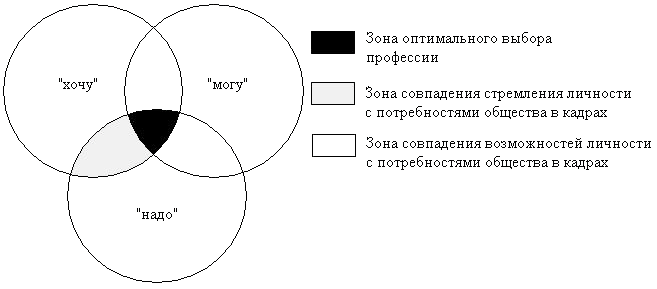 "хочу"
"могу"
"надо"
Зона оптимального выбора
профессии
Зона совпадения стремления личности
с потребностями общества в кадрах
Зона совпадения возможностей личности
с потребностями общества в кадрах